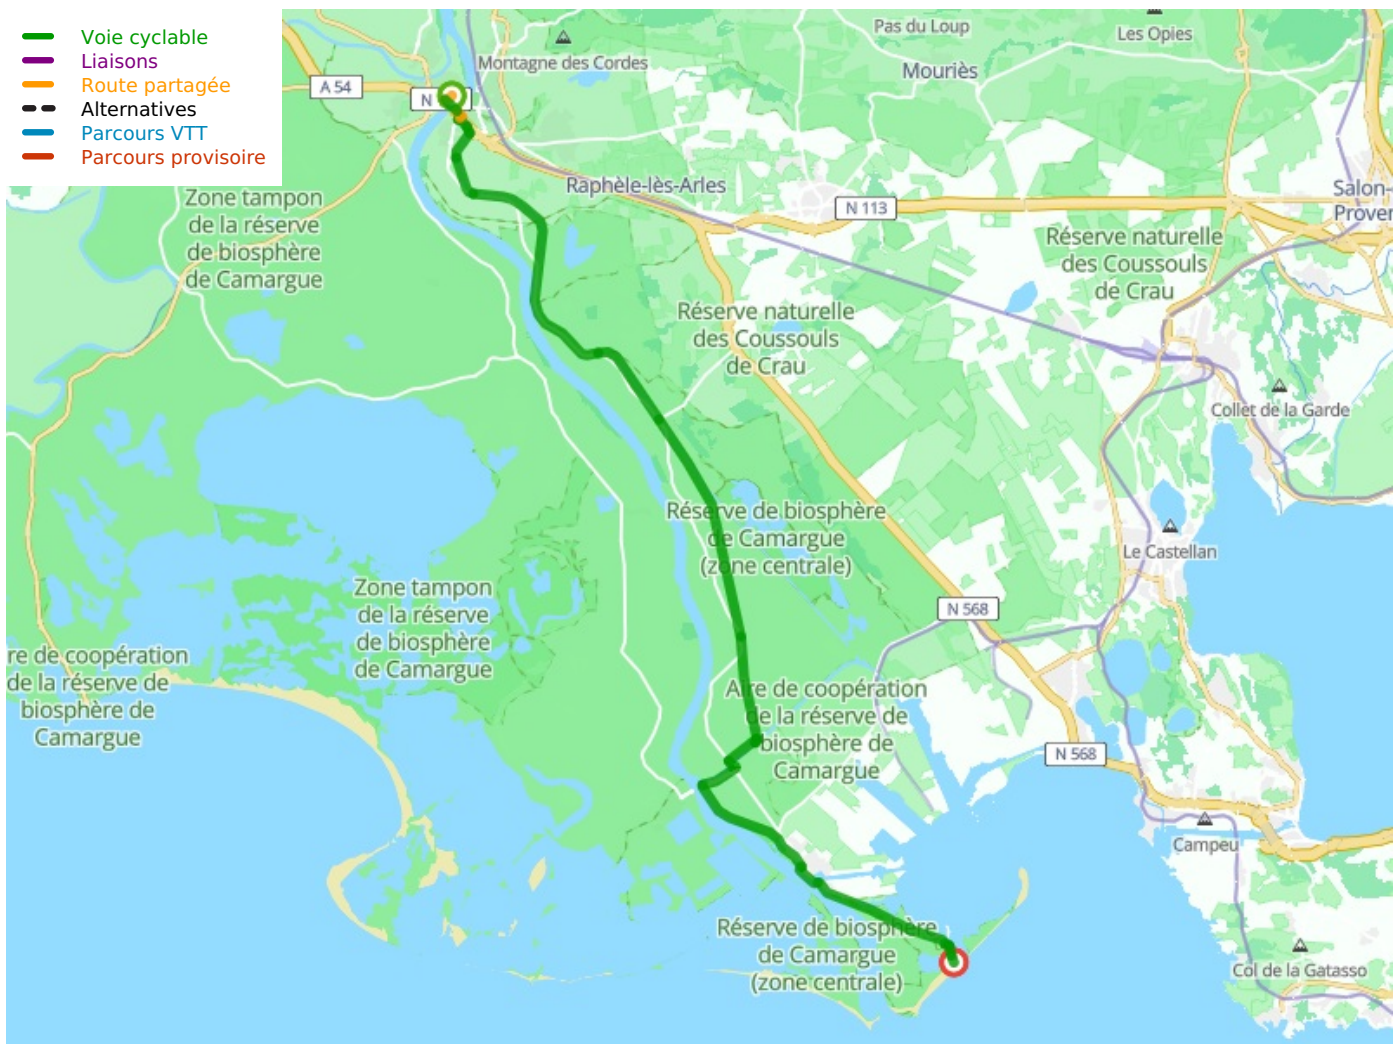 Voie cyclable
Liaisons
Route partagée
Alternatives
Parcours VTT
Parcours provisoire
Pas du Loup
Les Opies
Montagne des Cordes
Mouriès
A 54
N
Raphèle-lès-Arles
Salon-
Prover
N 113
Zone tampon
de la réserve
de biosphère
de Camargue
Réserve naturelle
des Coussouls
de Crau
Réserve naturelle
des Coussouls
de Crau
Collet de la Garde
Réserve de biosphère
de Camargue
(zone centrale)
Le Castellan
Zone tampon
de la réserve
de biosphère
de Camargue
N 568
re de coopération
de la réserve de
biosphère de
Camargue
Aire de coopération
de la réserve de
biosphère de
Camargue
N 568
Campeu
Réserve de biosphère
de Camargue
(zone centrale)
Col de la Gatasso